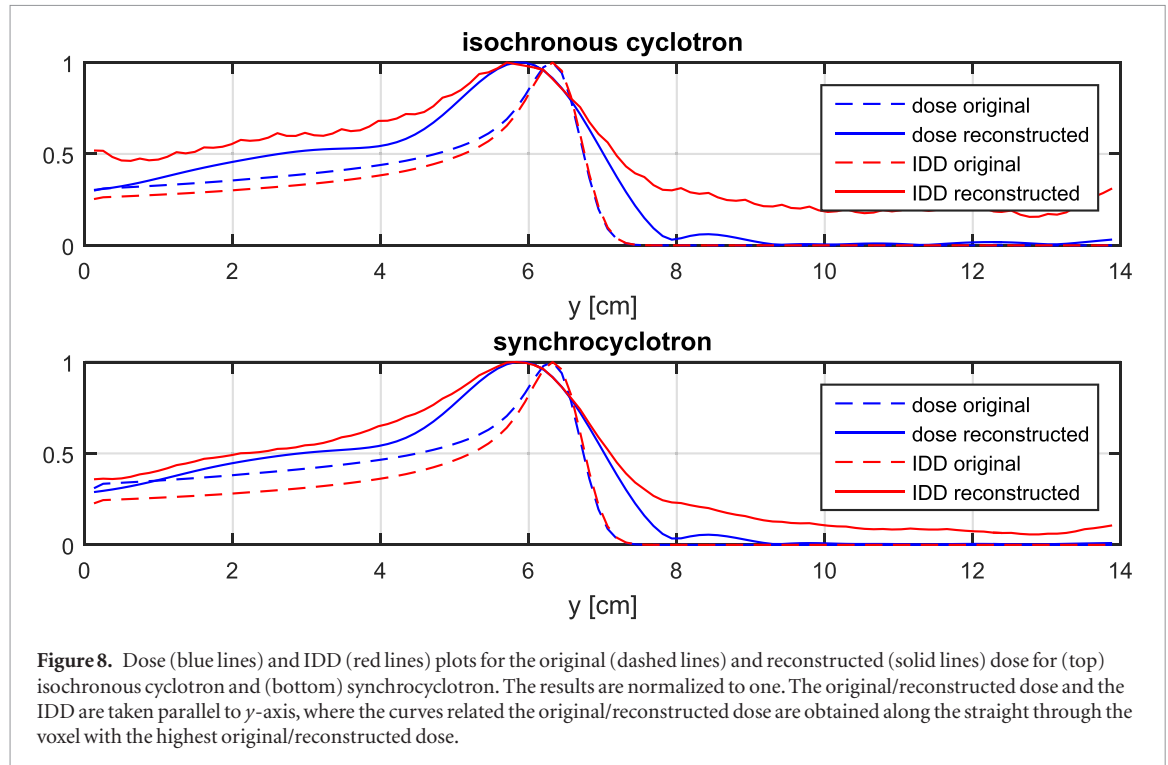 isochronous cyclotron
1
0.5
0
dose original
dose reconstructed
IDD original
IDD reconstructed
0 2 4 6 8 10 12 14
y [cm]
synchrocyclotron
1
0.5
0
dose original
dose reconstructed
IDD original
IDD reconstructed
0 2 4 6 8 10 12 14
y [cm]
Figure 8. Dose (blue lines) and IDD (red lines) plots for the original (dashed lines) and reconstructed (solid lines) dose for (top)
isochronous cyclotron and (bottom) synchrocyclotron. The results are normalized to one. The original/reconstructed dose and the
IDD are taken parallel to y-axis, where the curves related the original/reconstructed dose are obtained along the straight through the
voxel with the highest original/reconstructed dose.